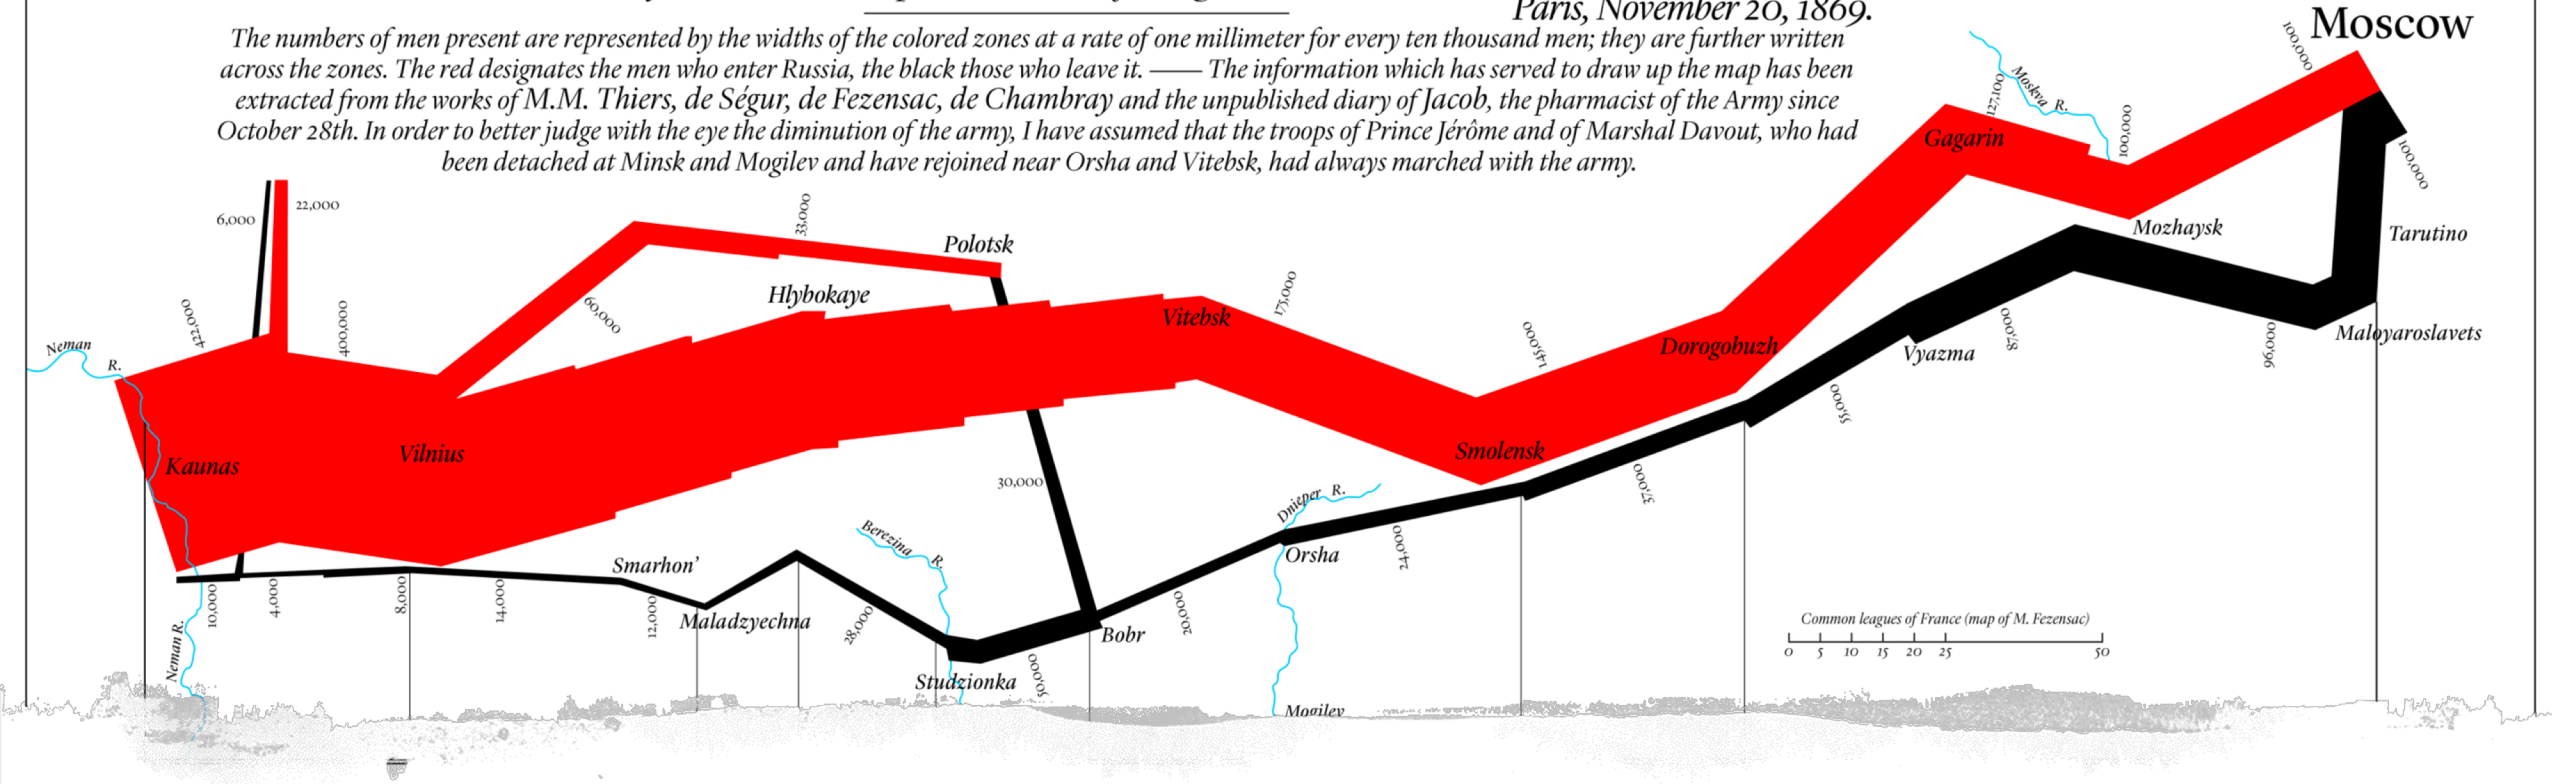 Paris, November 20, 1869.
Moscow
The numbers of men present are represented by the widths of the colored zones at a rate of one millimeter for every ten thousand men; they are further written
across the zones. The red designates the men who enter Russia, the black those who leave it. —— The information which has served to draw up the map has been
extracted from the works of M.M. Thiers, de Ségur, de Fezensac, de Chambray and the unpublished diary of Jacob, the pharmacist of the Army since
October 28th. In order to better judge with the eye the diminution of the army, I have assumed that the troops of Prince Jérôme and of Marshal Davout, who had
been detached at Minsk and Mogilev and have rejoined near Orsha and Vitebsk, had always marched with the army.
100,000
Moskva R.
127,100
100,000
Gagarin
100,000
6,000
22,000
33,000
Polotsk
Mozhaysk
Tarutino
422,000
400,000
60,000
Hlybokaye
175,000
Vitebsk
145,000
Dorogobuzh
Vyazma
87,000
96,000
Maloyaroslavets
Neman
R.
55,000
Kaunas
Vilnius
30,000
Smolensk
37,000
Dnieper R.
Berezina R.
Orsha
24,000
Smarhon’
10,000
4,000
8,000
14,000
12,000
Maladzyechna
28,000
20,000
Bobr
Neman R.
Studzionka
50,000
Common leagues of France (map of M. Fezensac)
0 5 10 15 20 25 50
Mogilev